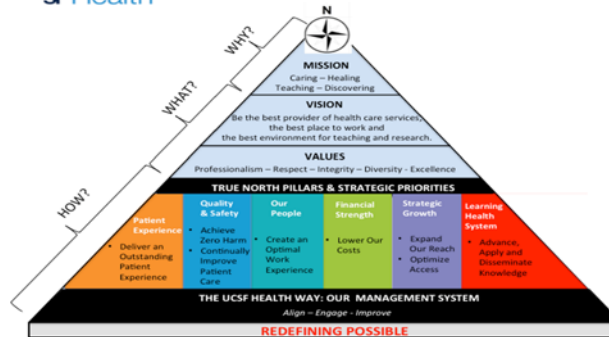 Health
N
WHY?
WHAT?
HOW?
MISSION
Caring – Healing
Teaching – Discovering
VISION
Be the best provider of health care services,
the best place to work and
the best environment for teaching and research.
VALUES
Professionalism – Respect – Integrity – Diversity - Excellence
TRUE NORTH PILLARS & STRATEGIC PRIORITIES
Patient
Experience
• Deliver an
Outstanding
Patient
Experience
Quality
& Safety
• Achieve
Zero Harm
• Continually
Improve
Patient
Care
Our
People
• Create an
Optimal
Work
Experience
Financial
Strength
• Lower Our
Costs
Strategic
Growth
• Expand
Our Reach
• Optimize
Access
Learning
Health
System
• Advance,
Apply and
Disseminate
Knowledge
THE UCSF HEALTH WAY: OUR MANAGEMENT SYSTEM
Align – Engage - Improve
REDEFINING POSSIBLE